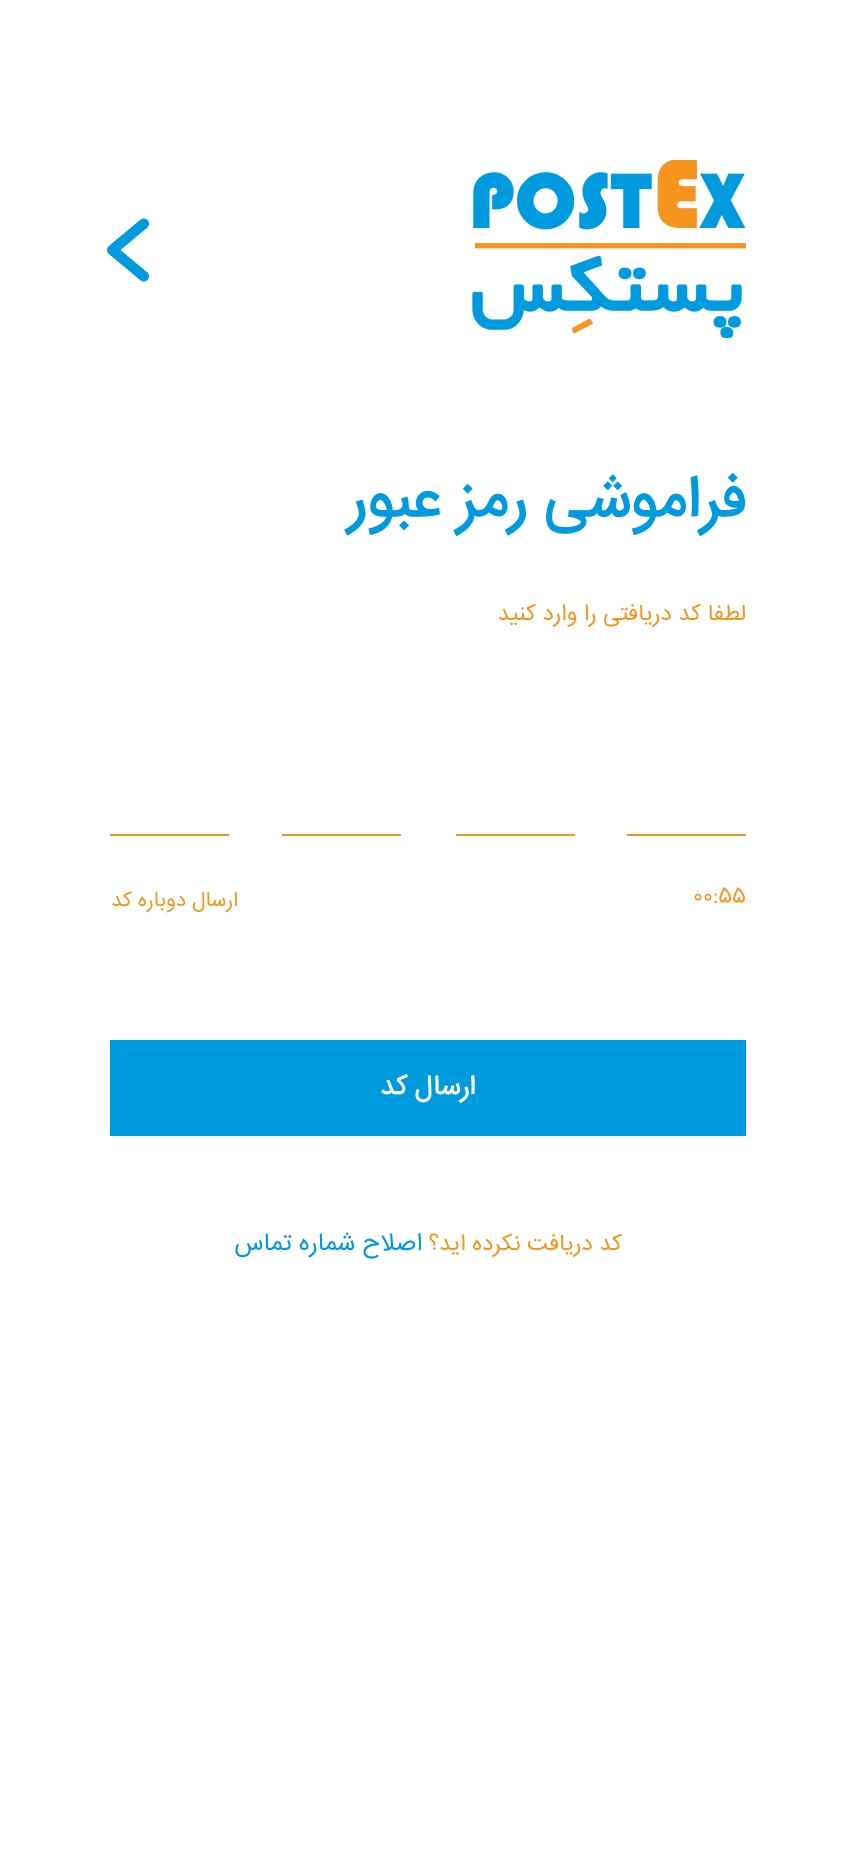 POSTEX
پستکِس
فراموشی رمز عبور
لطفا کد دریافتی را وارد کنید
۰۰:۵۵
ارسال دوباره کد
ارسال کد
کد دریافت نکرده اید؟ اصلاح شماره تماس